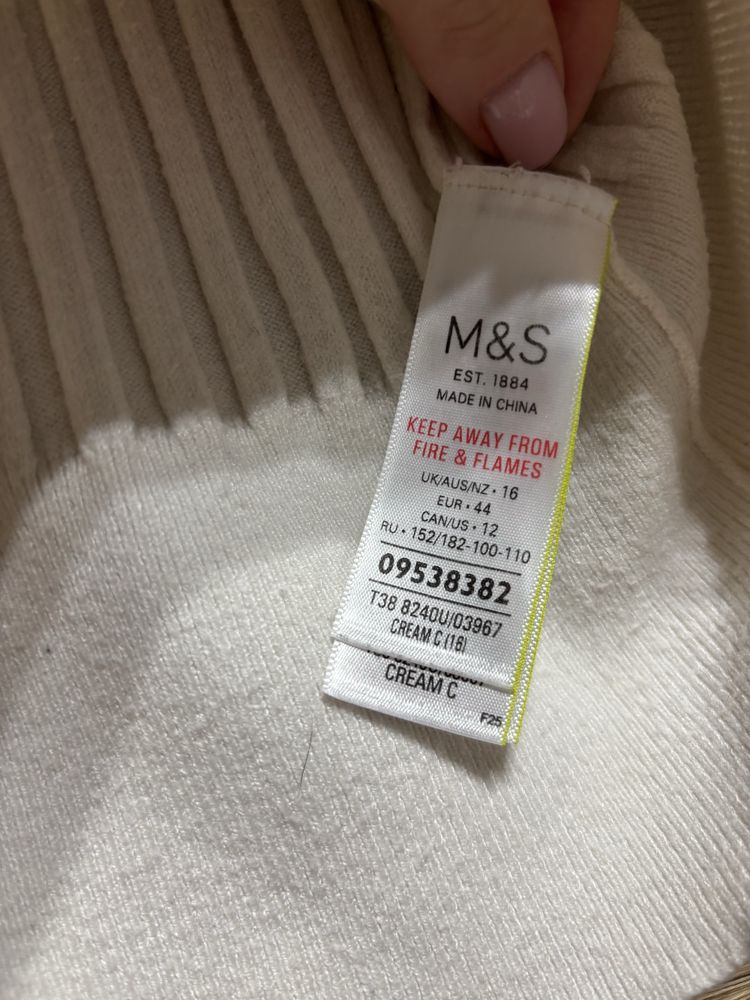 M&S
EST. 1884
MADE IN CHINA
KEEP AWAY FROM
FIRE & FLAMES
UK/AUS/NZ • 16
EUR • 44
CAN/US • 12
RU • 152/182-100-110
09538382
T38 8240U/03967
CREAM C (16)
CREAM C
F25